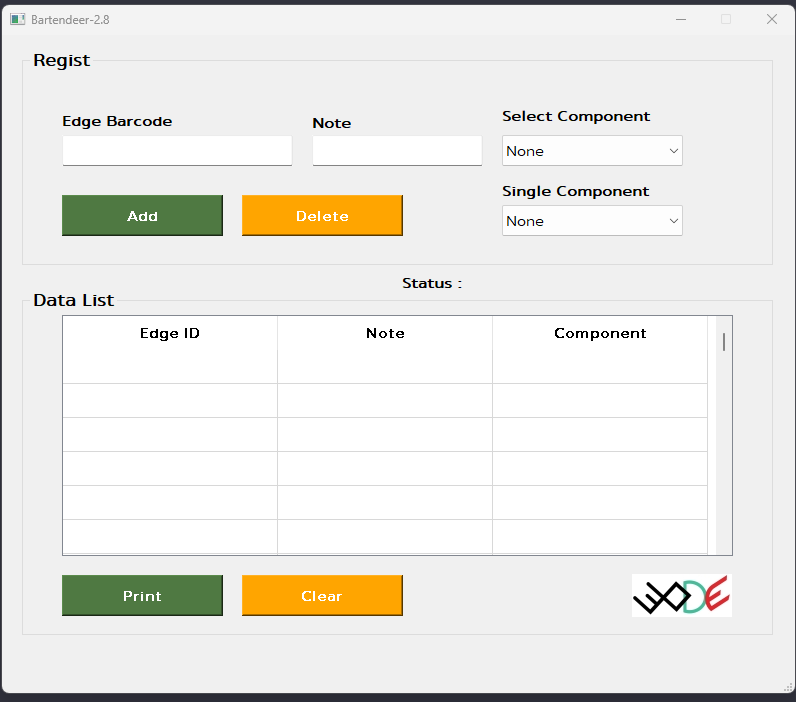 Bartendeer-2.8
Regist
Edge Barcode
Note
Select Component
None
Single Component
None
Add
Delete
Status :
Data List
Edge ID Note Component
Print
Clear